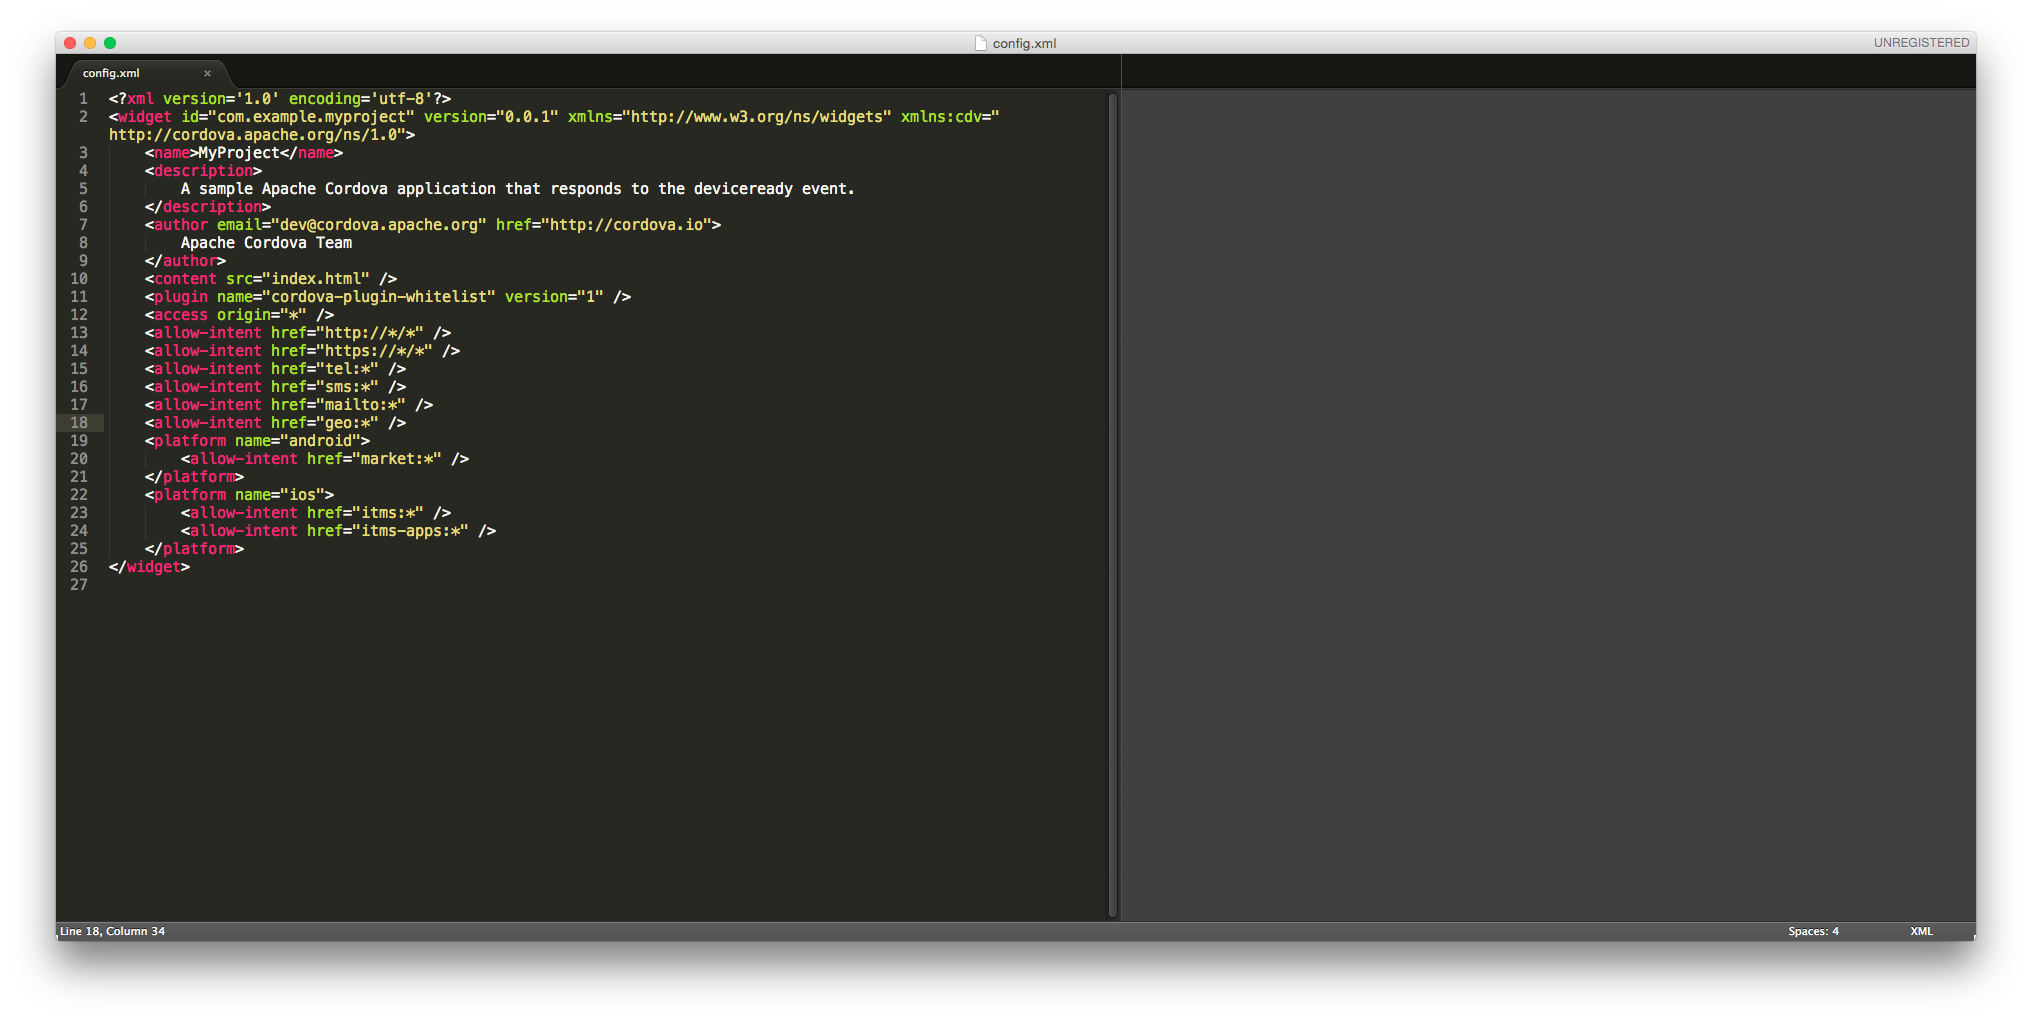 config.xml
UNREGISTERED
config.xml ×
1 <?xml version='1.0' encoding='utf-8'?>
2 <widget id="com.example.myproject" version="0.0.1" xmlns="http://www.w3.org/ns/widgets" xmlns:cdv="
http://cordova.apache.org/ns/1.0">
3     <name>MyProject</name>
4     <description>
5         A sample Apache Cordova application that responds to the deviceready event.
6     </description>
7     <author email="dev@cordova.apache.org" href="http://cordova.io">
8         Apache Cordova Team
9     </author>
10     <content src="index.html" />
11     <plugin name="cordova-plugin-whitelist" version="1" />
12     <access origin="*" />
13     <allow-intent href="http://*/*" />
14     <allow-intent href="https://*/*" />
15     <allow-intent href="tel:*" />
16     <allow-intent href="sms:*" />
17     <allow-intent href="mailto:*" />
18     <allow-intent href="geo:*" />
19     <platform name="android">
20         <allow-intent href="market:*" />
21     </platform>
22     <platform name="ios">
23         <allow-intent href="itms:*" />
24         <allow-intent href="itms-apps:*" />
25     </platform>
26 </widget>
27
Line 18, Column 34
Spaces: 4
XML